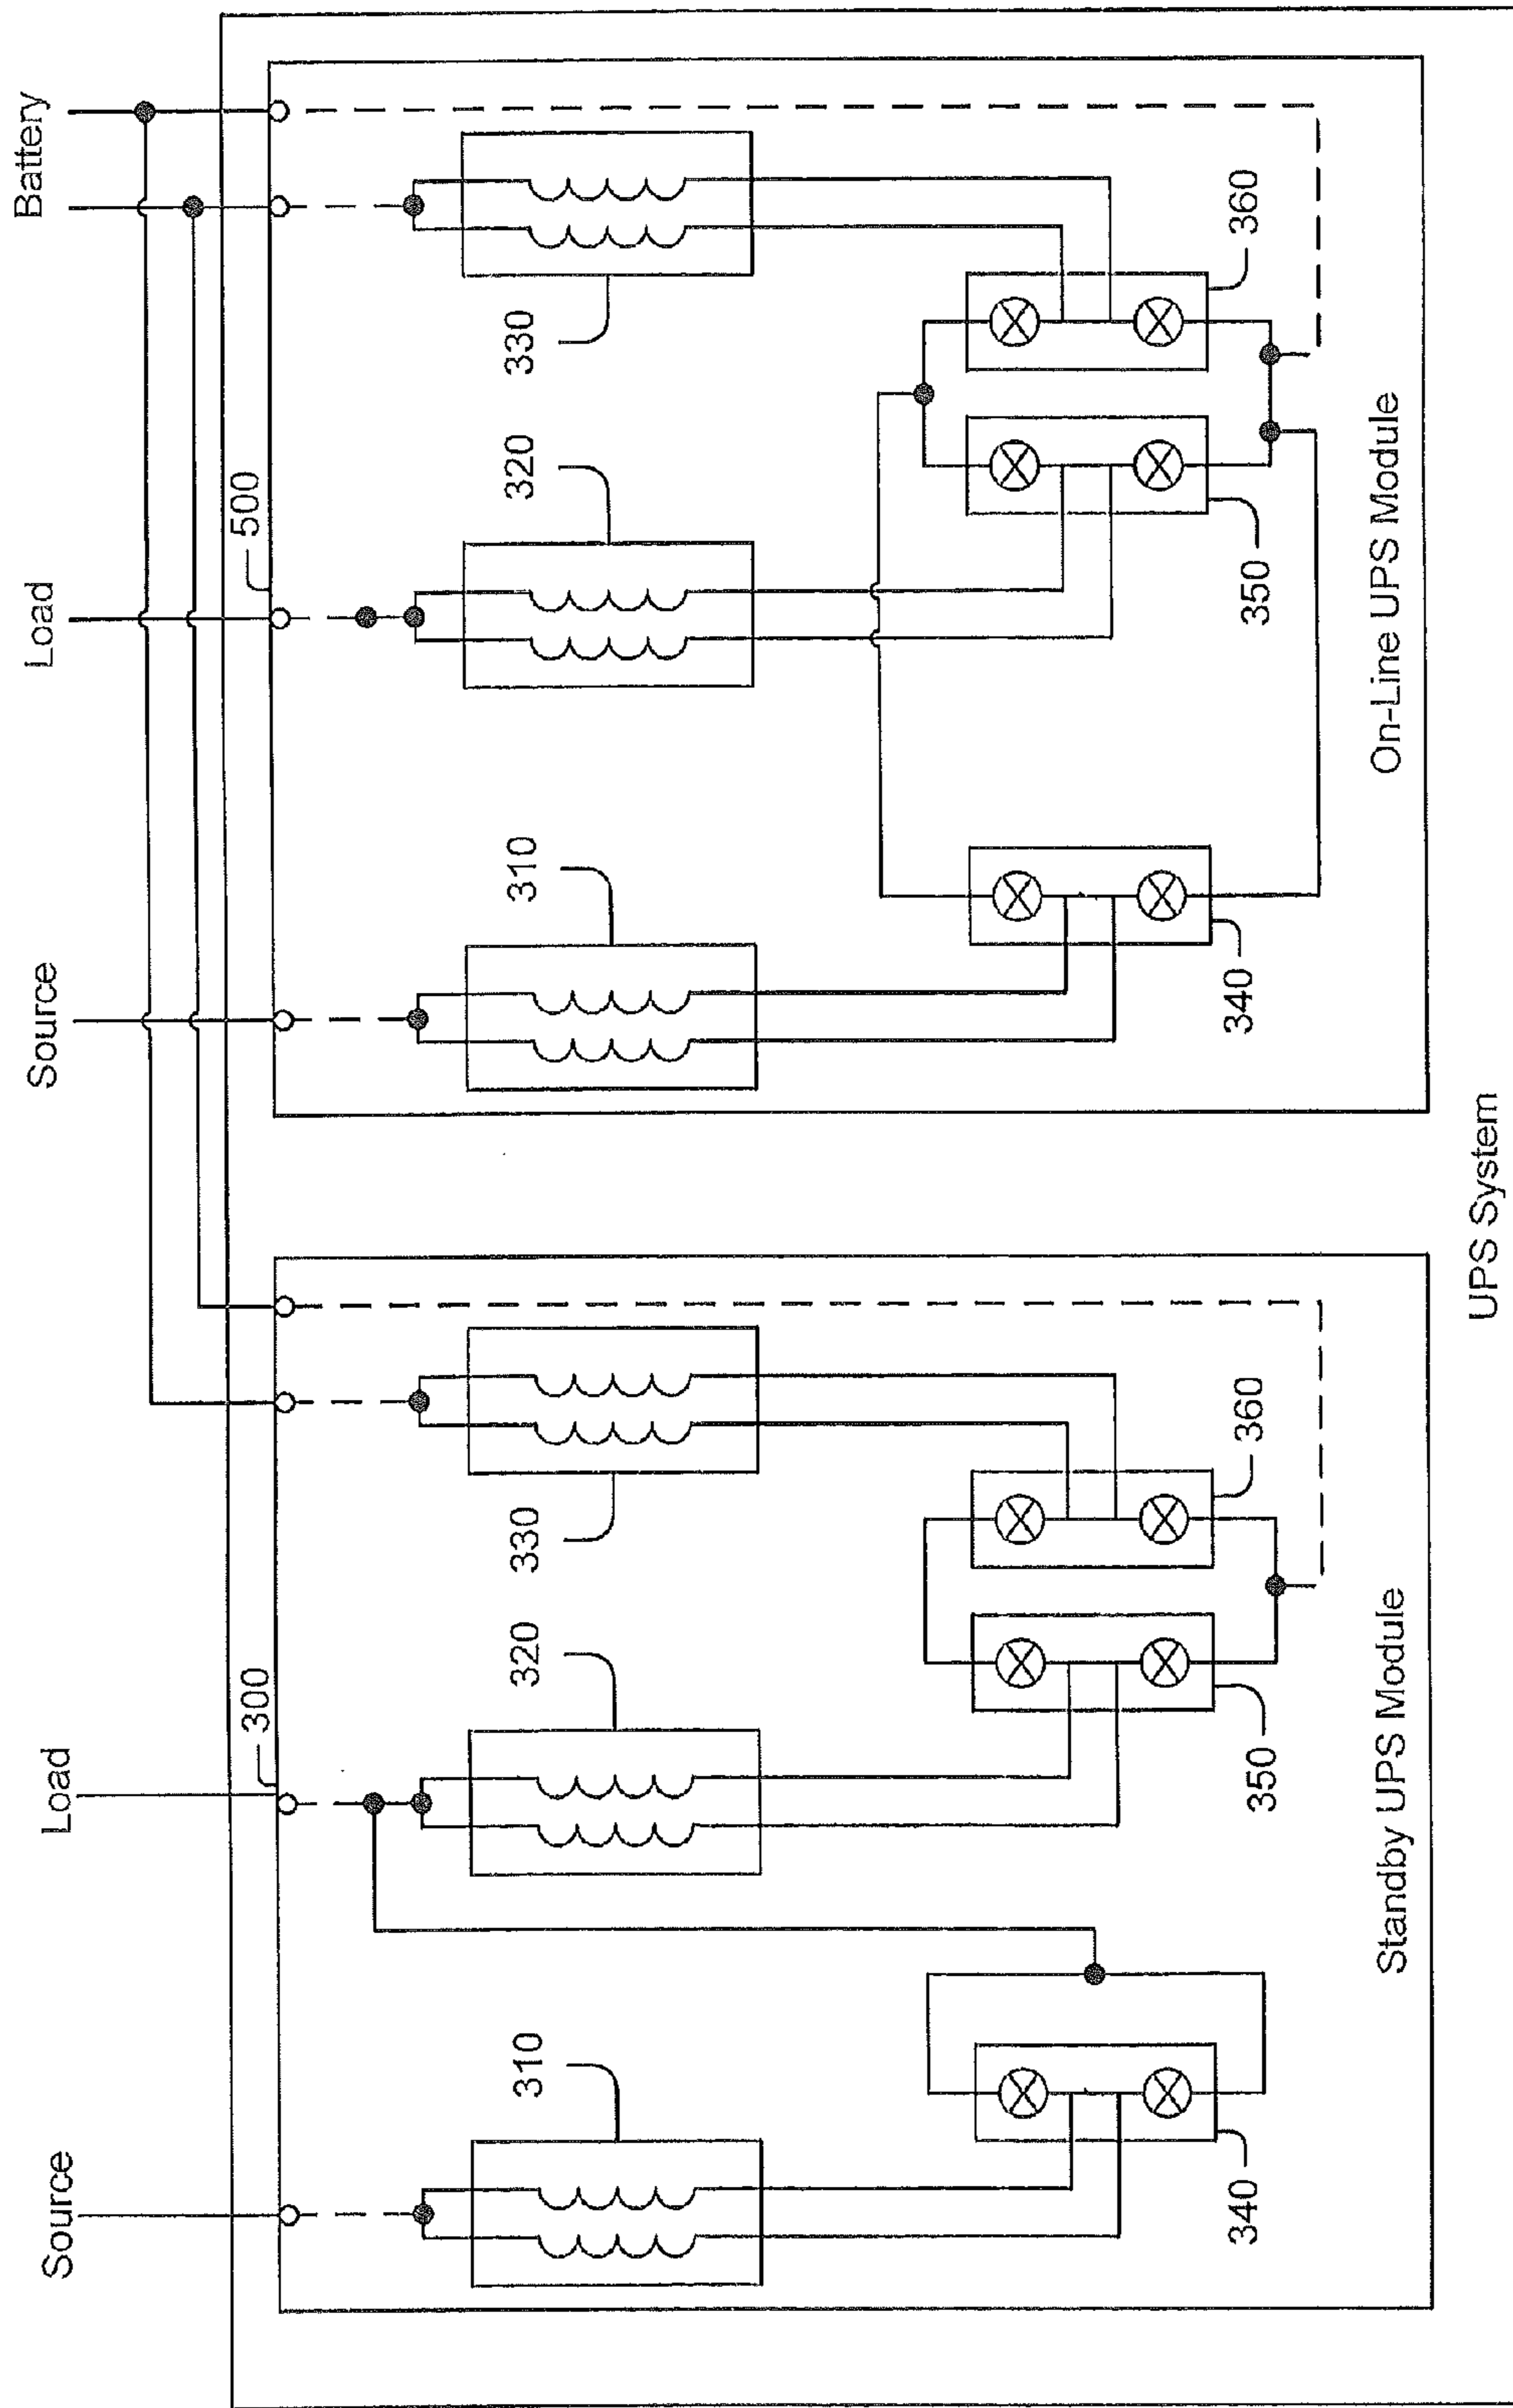 Source
Load
Source
Load
Battery
300
500
310
320
330
310
320
330
340
350
360
340
350
360
Standby UPS Module
On-Line UPS Module
UPS System